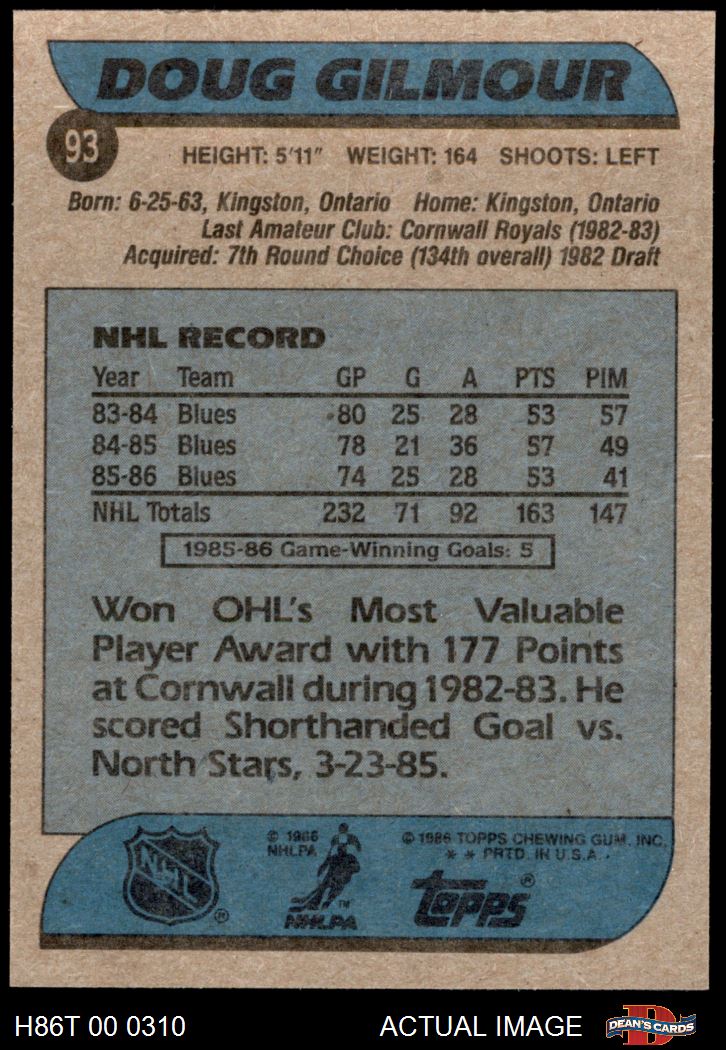 DOUG GILMOUR
93
HEIGHT: 5'11" WEIGHT: 164 SHOOTS: LEFT
Born: 6-25-63, Kingston, Ontario Home: Kingston, Ontario
Last Amateur Club: Cornwall Royals (1982-83)
Acquired: 7th Round Choice (134th overall) 1982 Draft
NHL RECORD
Year Team GP G A PTS PIM
83-84 Blues 80 25 28 53 57
84-85 Blues 78 21 36 57 49
85-86 Blues 74 25 28 53 41
NHL Totals 232 71 92 163 147
1985-86 Game-Winning Goals: 5
Won OHL's Most Valuable
Player Award with 177 Points
at Cornwall during 1982-83. He
scored Shorthanded Goal vs.
North Stars, 3-23-85.
© 1986
NHLPA
© 1986 TOPPS CHEWING GUM, INC.
* * PRTD. IN U.S.A.
NHL ®
NHLPA TM
topps ®
H86T 00 0310 ACTUAL IMAGE
D
DEAN'S CARDS